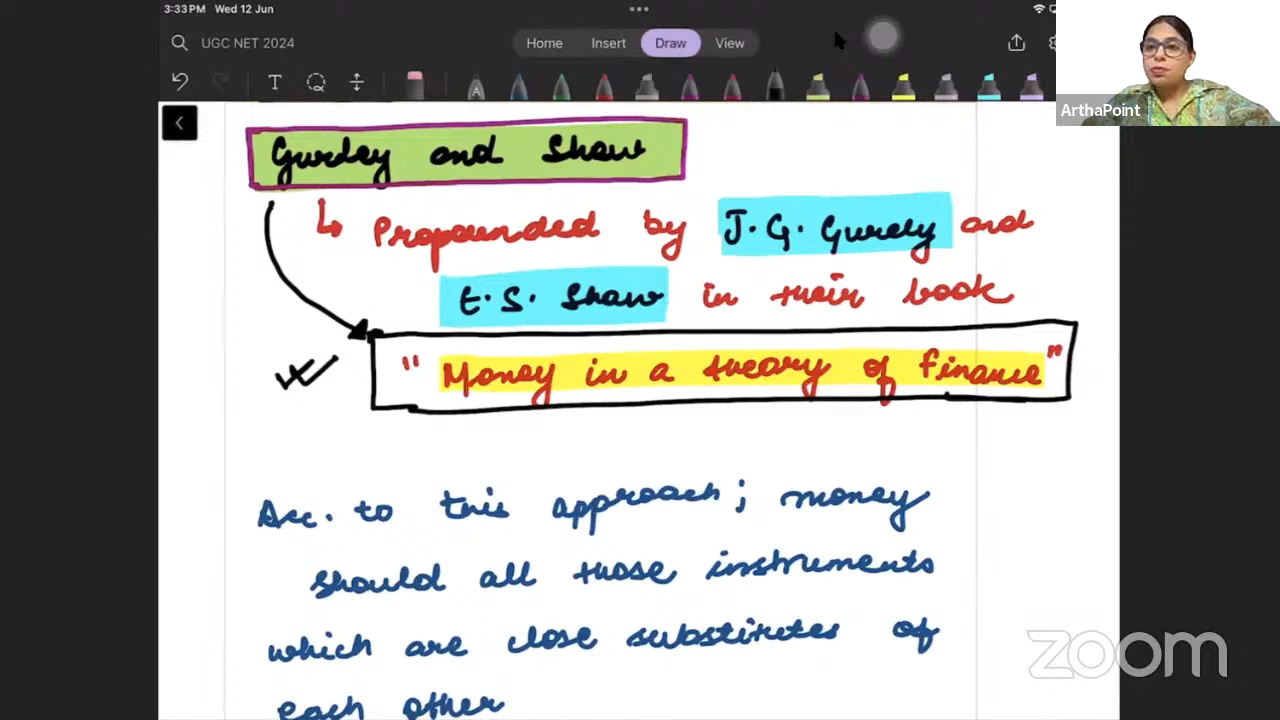 3:33 PM Wed 12 Jun
UGC NET 2024
Home Insert Draw View
ArthaPoint
Gurley and Shaw
↳ Propounded by J. G. Gurely and
E. S. Shaw in their book
" Money in a theory of finance "
Acc. to this approach; money
should all those instruments
which are close substitutes of
each other
zoom